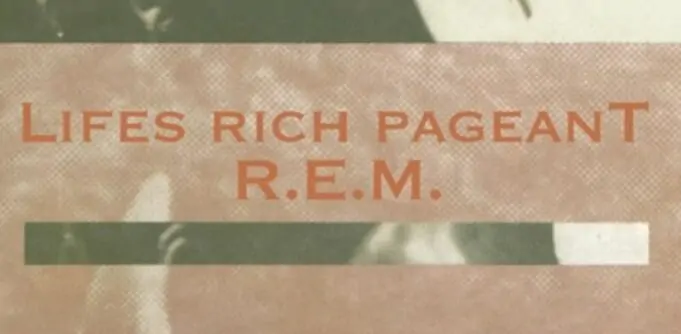 LIFES RICH PAGEANT
R.E.M.